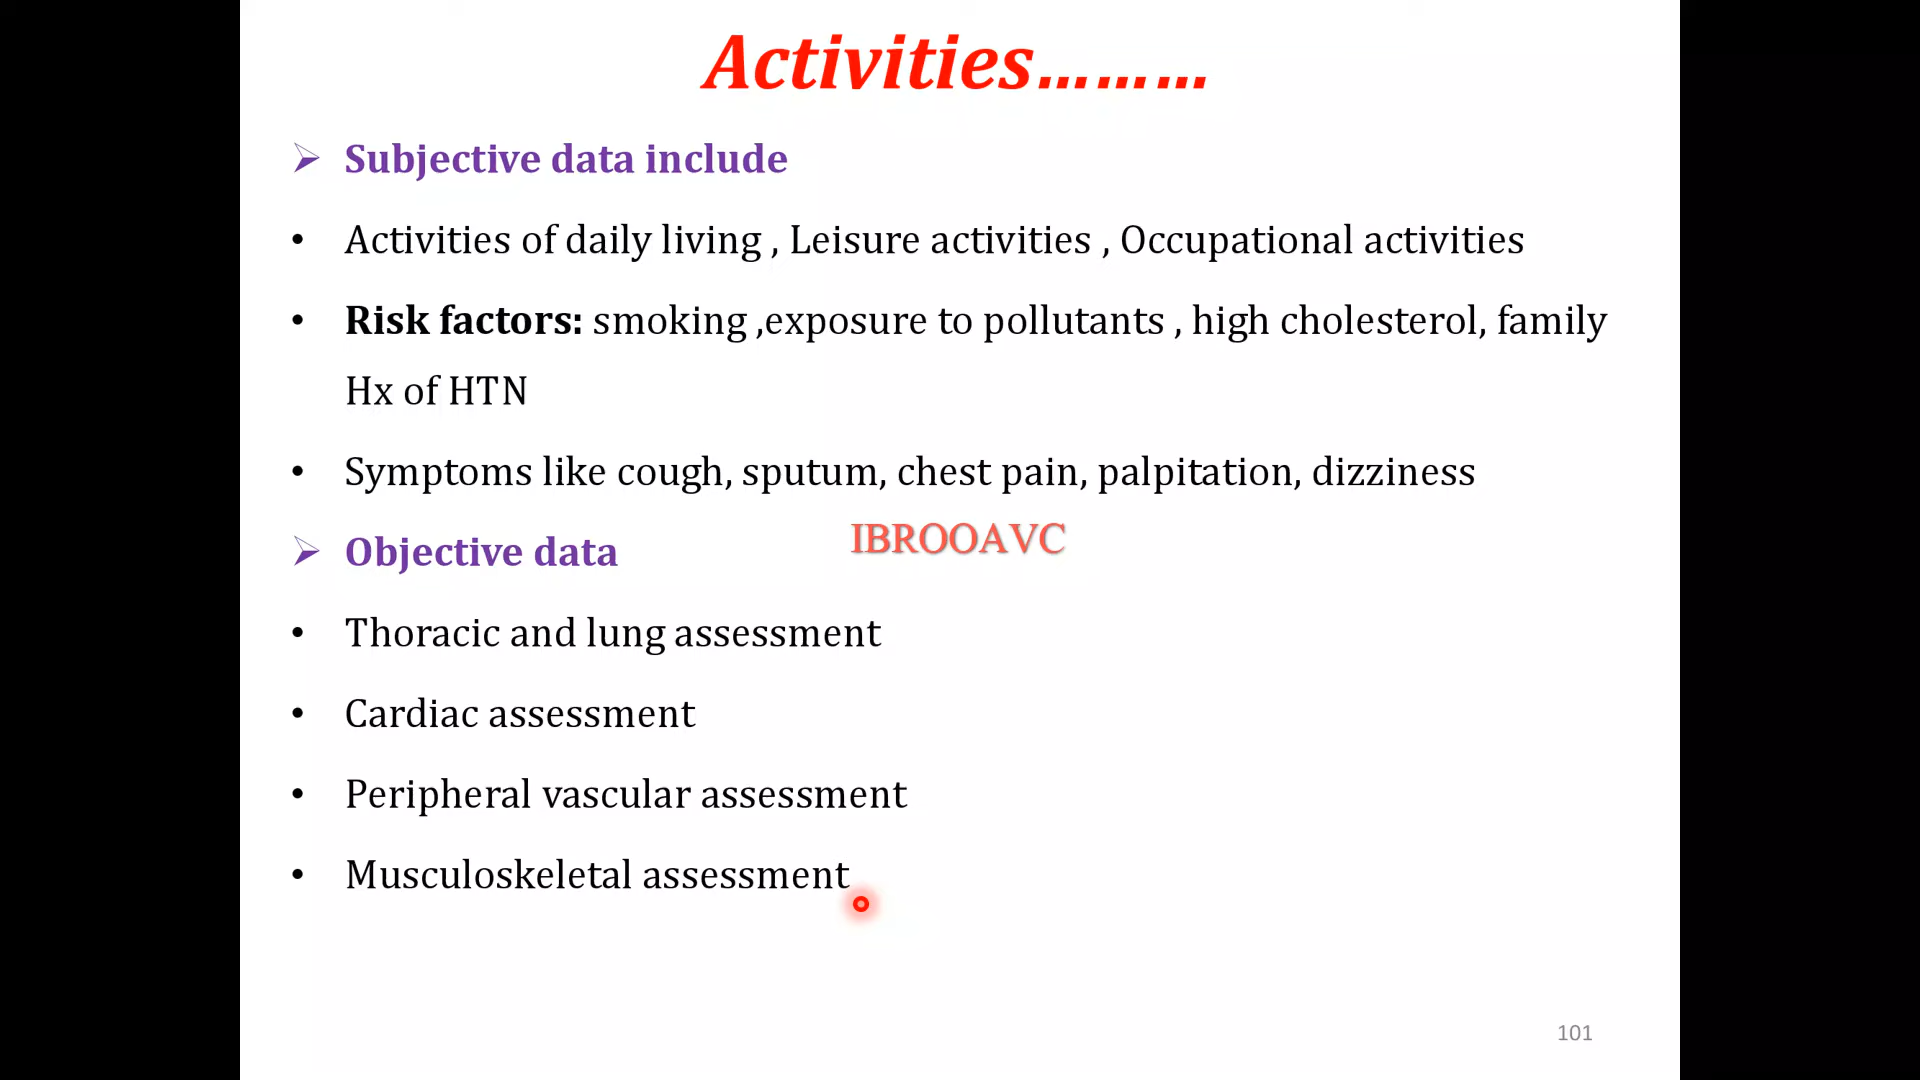 Activities.........
➢ Subjective data include
• Activities of daily living , Leisure activities , Occupational activities
• Risk factors: smoking ,exposure to pollutants , high cholesterol, family
Hx of HTN
• Symptoms like cough, sputum, chest pain, palpitation, dizziness
IBROOAVC
➢ Objective data
• Thoracic and lung assessment
• Cardiac assessment
• Peripheral vascular assessment
• Musculoskeletal assessment
101